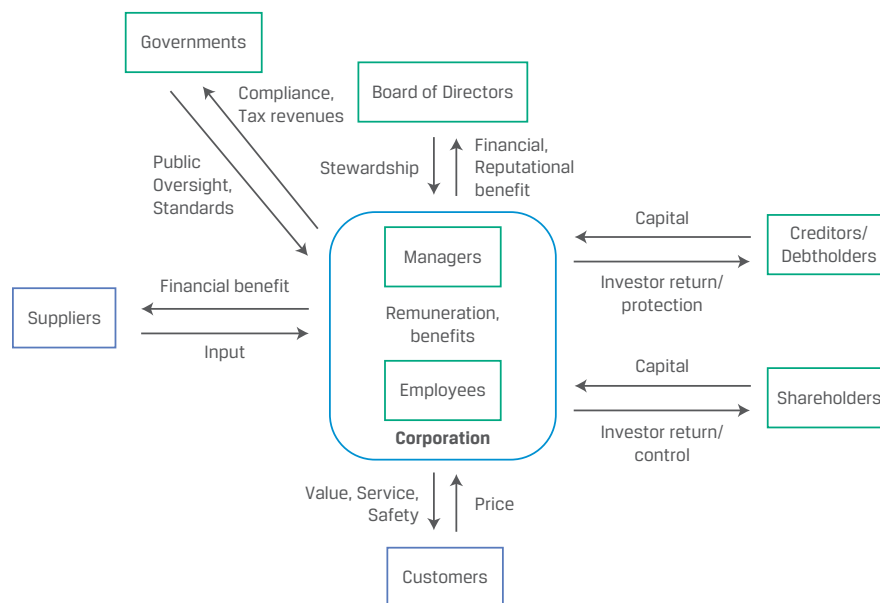 Governments
Compliance,
Tax revenues
Board of Directors
Public
Oversight,
Standards
Stewardship
Financial,
Reputational
benefit
Managers
Capital
Creditors/
Debtholders
Investor return/
protection
Suppliers
Financial benefit
Input
Remuneration,
benefits
Employees
Corporation
Capital
Shareholders
Investor return/
control
Value, Service,
Safety
Price
Customers